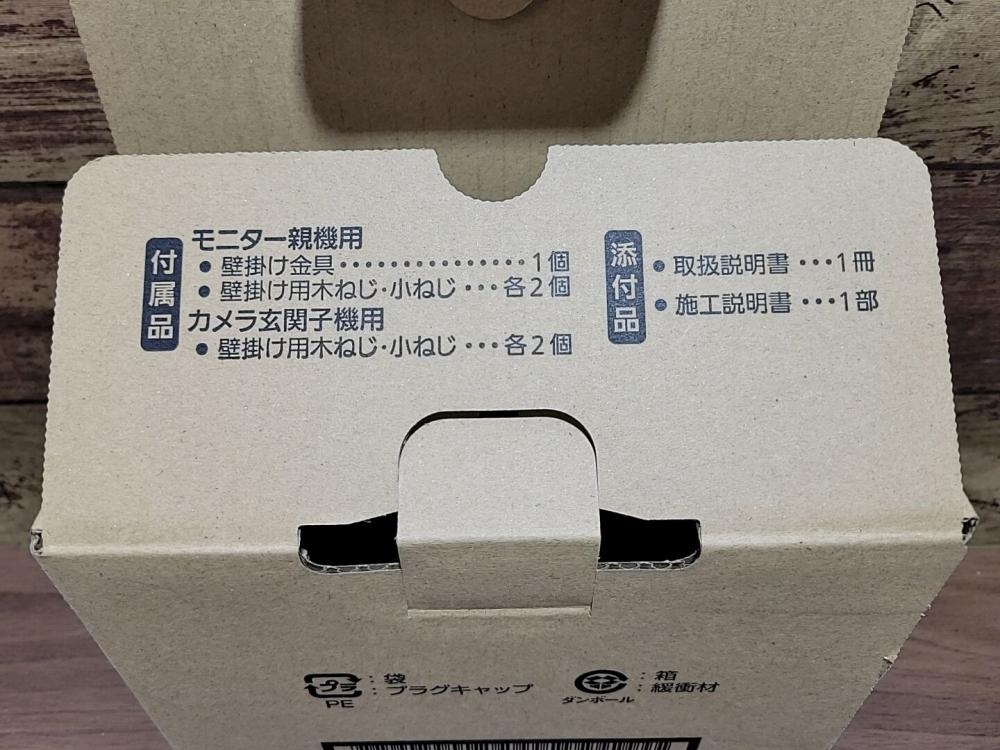 付属品
モニター親機用
● 壁掛け金具・・・・・・・・・・・・・・・1個
● 壁掛け用木ねじ・小ねじ・・・各2個
カメラ玄関子機用
● 壁掛け用木ねじ・小ねじ・・・各2個
添付品
● 取扱説明書・・・1冊
● 施工説明書・・・1部
プラ : 袋
: プラグキャップ
PE
: 箱
: 緩衝材
ダンボール